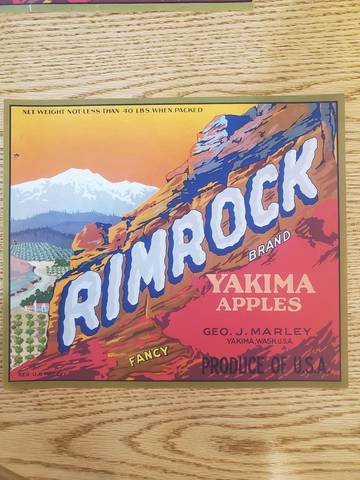 NET WEIGHT NOT LESS THAN 40 LBS. WHEN PACKED
RIMROCK
BRAND
YAKIMA
APPLES
GEO. J. MARLEY
YAKIMA, WASH. U.S.A.
FANCY
PRODUCE OF U.S.A.